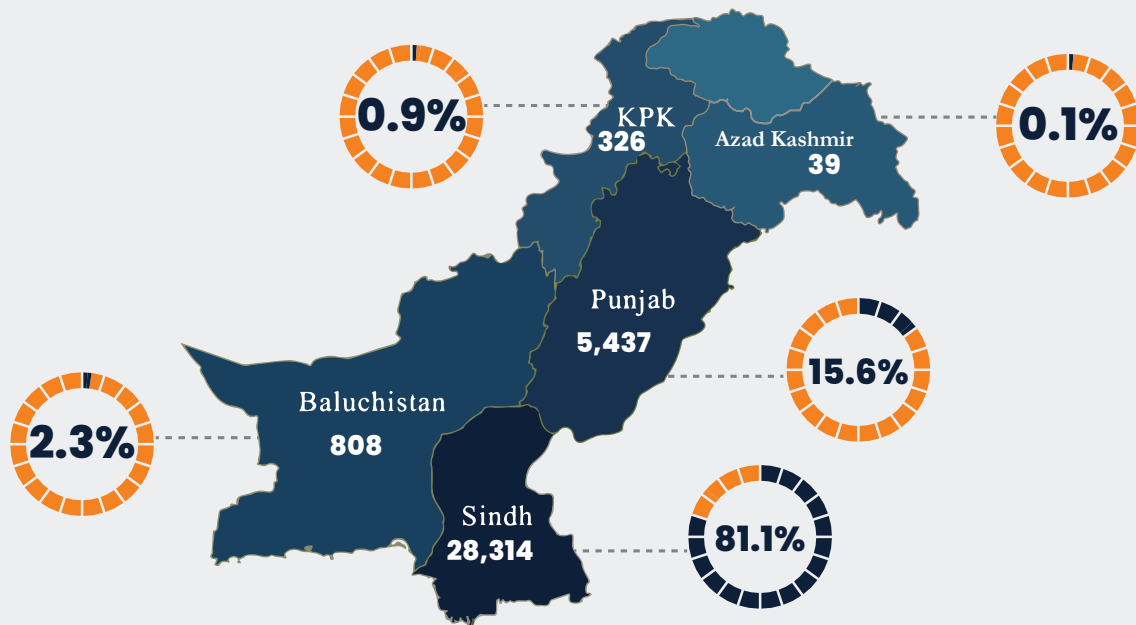 0.9%
KPK
326
Azad Kashmir
39
0.1%
Punjab
5,437
15.6%
Baluchistan
808
2.3%
Sindh
28,314
81.1%